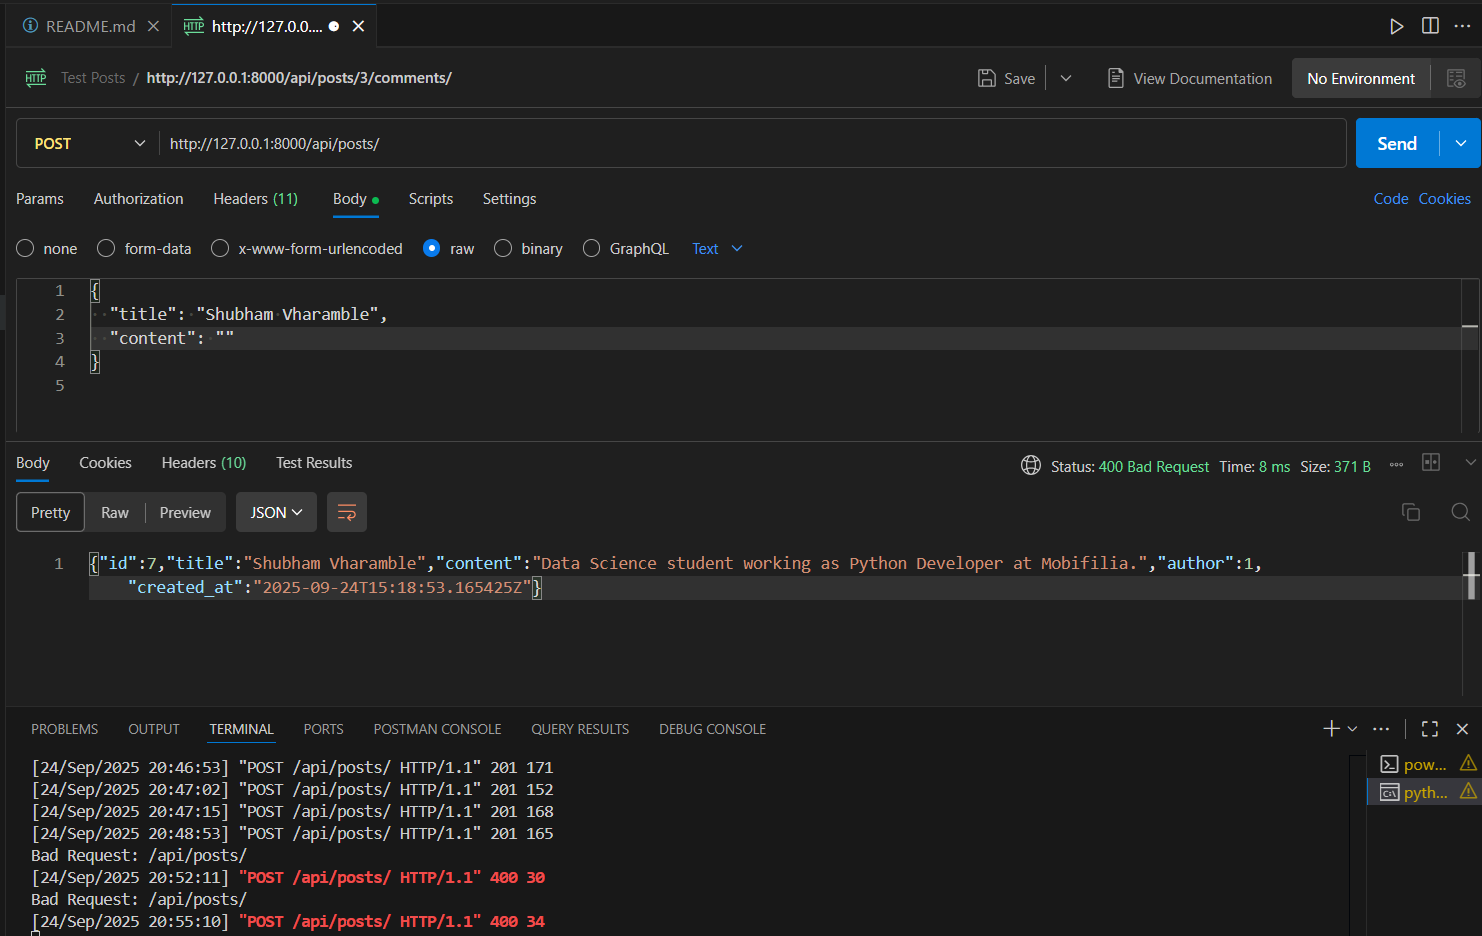 README.md
HTTP http://127.0.0....
HTTP Test Posts / http://127.0.0.1:8000/api/posts/3/comments/ Save View Documentation No Environment
POST http://127.0.0.1:8000/api/posts/ Send
Params Authorization Headers (11) Body Scripts Settings Code Cookies
none form-data x-www-form-urlencoded raw binary GraphQL Text
1 {
2 "title": "Shubham Vharamble",
3 "content": ""
4 }
5
Body Cookies Headers (10) Test Results Status: 400 Bad Request Time: 8 ms Size: 371 B
Pretty Raw Preview JSON
1 {"id":7,"title":"Shubham Vharamble","content":"Data Science student working as Python Developer at Mobifilia.","author":1,
"created_at":"2025-09-24T15:18:53.165425Z"}
PROBLEMS OUTPUT TERMINAL PORTS POSTMAN CONSOLE QUERY RESULTS DEBUG CONSOLE
[24/Sep/2025 20:46:53] "POST /api/posts/ HTTP/1.1" 201 171
[24/Sep/2025 20:47:02] "POST /api/posts/ HTTP/1.1" 201 152
[24/Sep/2025 20:47:15] "POST /api/posts/ HTTP/1.1" 201 168
[24/Sep/2025 20:48:53] "POST /api/posts/ HTTP/1.1" 201 165
Bad Request: /api/posts/
[24/Sep/2025 20:52:11] "POST /api/posts/ HTTP/1.1" 400 30
Bad Request: /api/posts/
[24/Sep/2025 20:55:10] "POST /api/posts/ HTTP/1.1" 400 34
pow...
pyth...